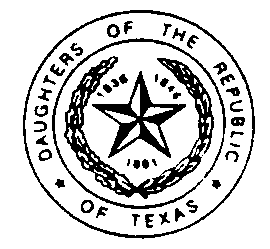 DAUGHTERS OF THE REPUBLIC
OF TEXAS
1836 1846
1891